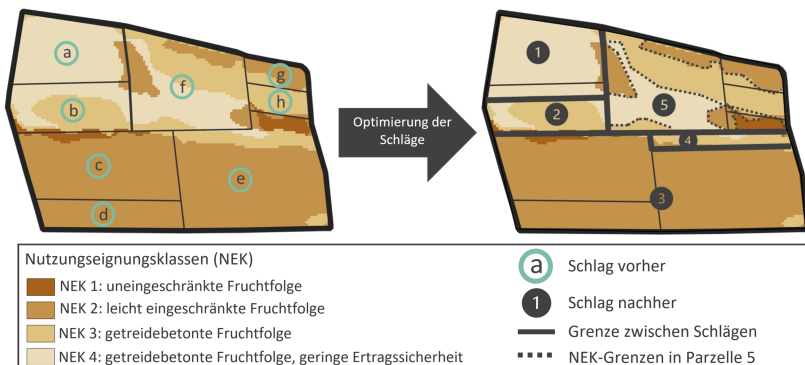 a
b
c
d
e
f
g
h
Optimierung der
Schläge
1
2
5
4
3
Nutzungseignungsklassen (NEK)
NEK 1: uneingeschränkte Fruchtfolge
NEK 2: leicht eingeschränkte Fruchtfolge
NEK 3: getreidebetonte Fruchtfolge
NEK 4: getreidebetonte Fruchtfolge, geringe Ertragssicherheit
a Schlag vorher
1 Schlag nachher
Grenze zwischen Schlägen
NEK-Grenzen in Parzelle 5